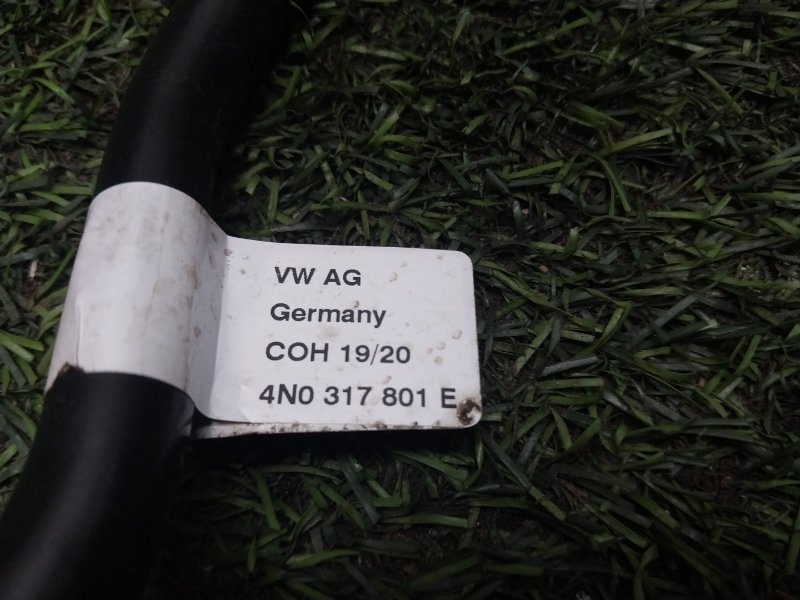 VW AG
Germany
COH 19/20
4N0 317 801 E